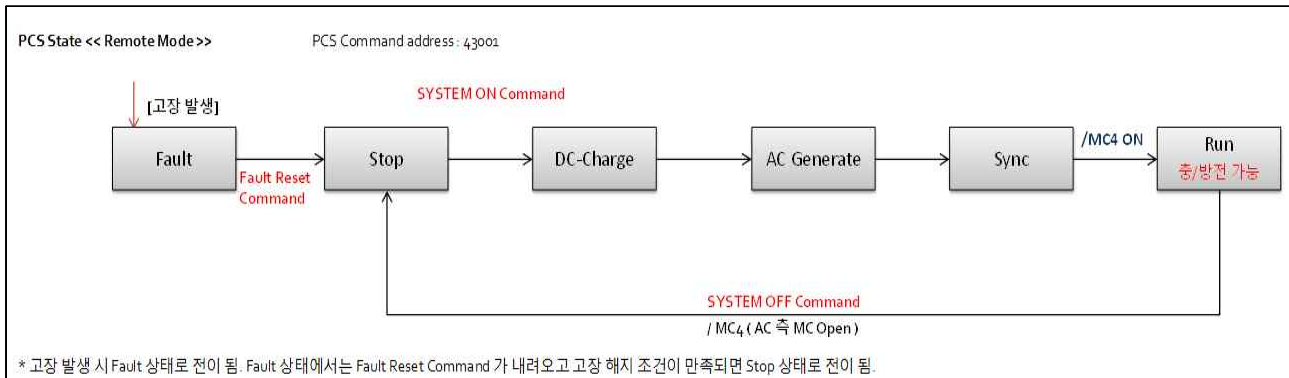 PCS State << Remote Mode >>
PCS Command address : 43001
[고장 발생]
SYSTEM ON Command
Fault
Stop
DC-Charge
AC Generate
Sync
/MC4 ON
Run
충/방전 가능
Fault Reset
Command
SYSTEM OFF Command
/ MC4 ( AC 측 MC Open )
* 고장 발생 시 Fault 상태로 전이 됨. Fault 상태에서는 Fault Reset Command 가 내려오고 고장 해지 조건이 만족되면 Stop 상태로 전이 됨.